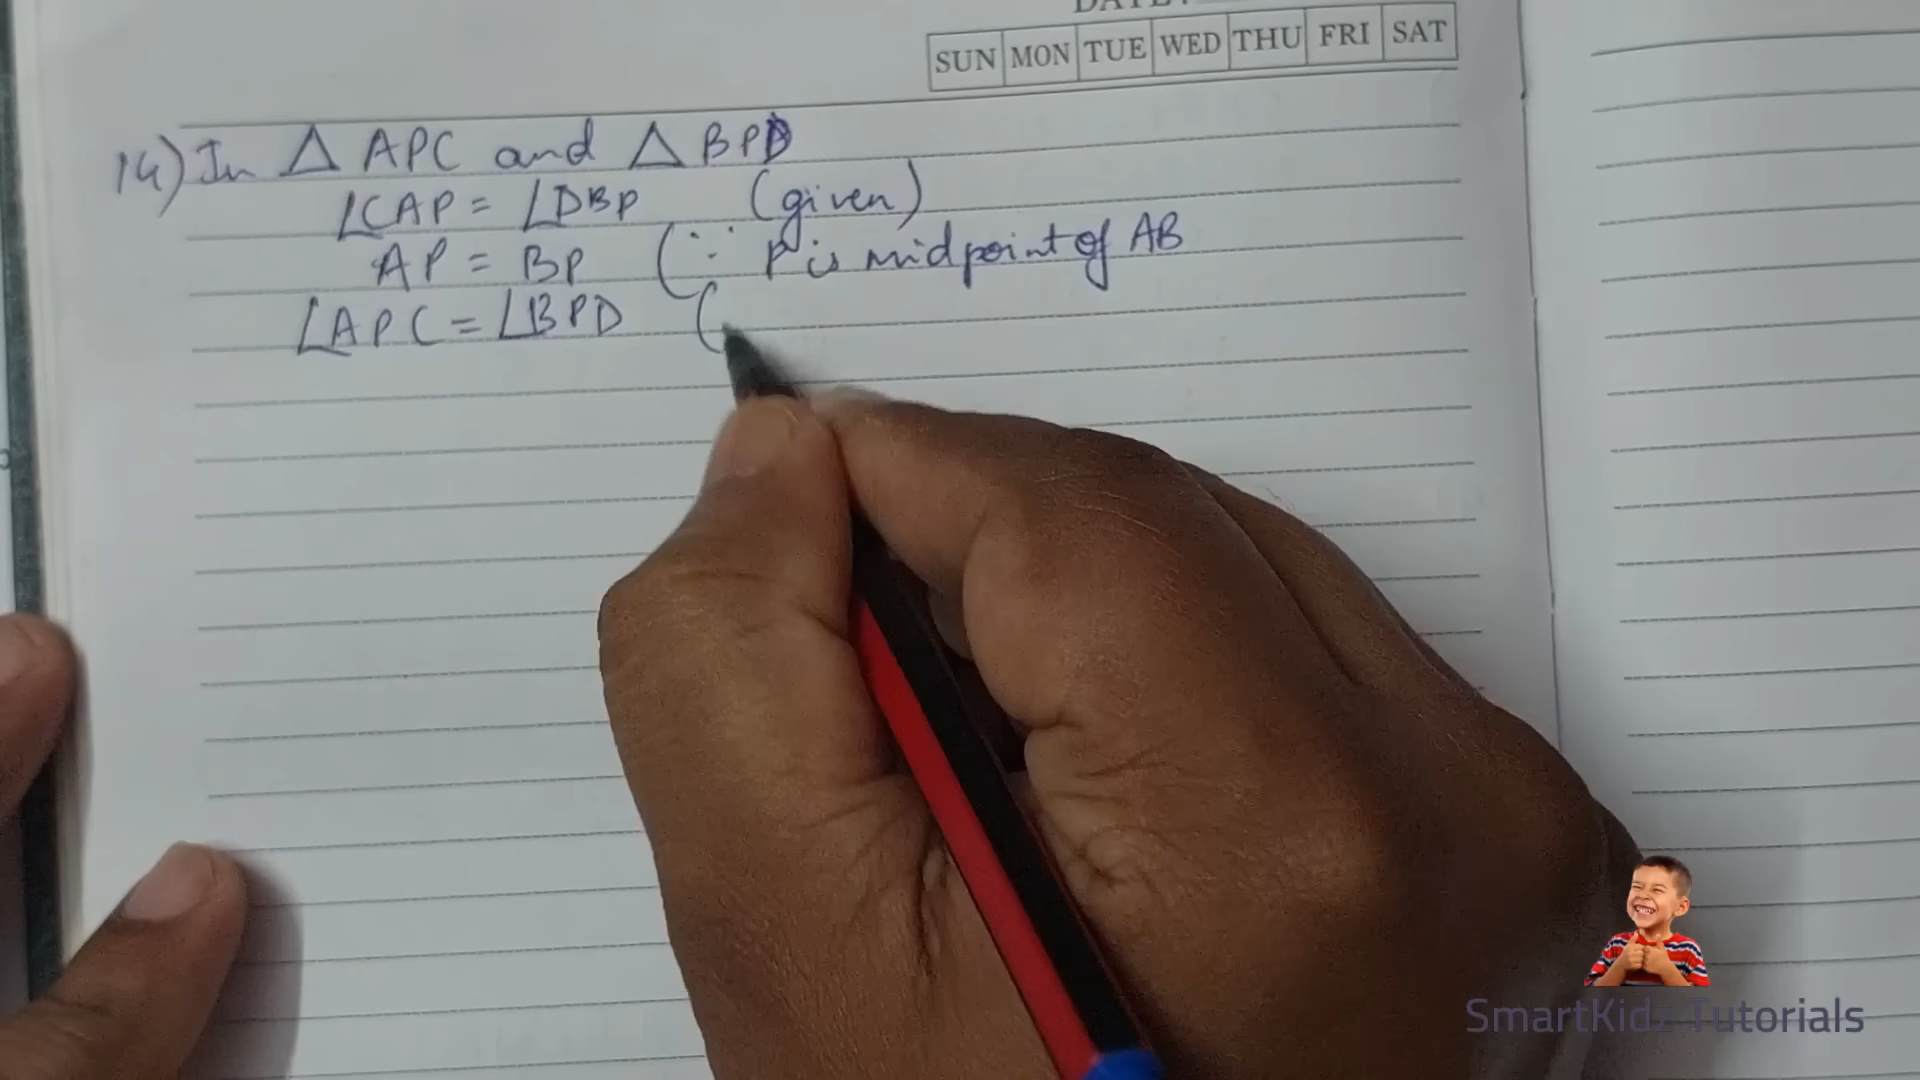 DATE:
SUN MON TUE WED THU FRI SAT
14) In △ APC and △ BPD
∠CAP = ∠DBP (given)
AP = BP (∵ P is midpoint of AB
∠APC = ∠BPD (
SmartKidz Tutorials